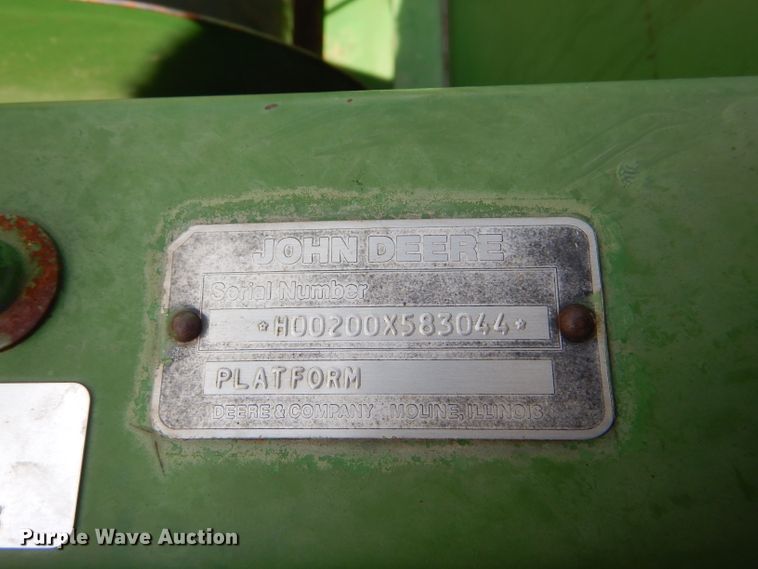 JOHN DEERE
Serial Number
*H00200X583044*
PLATFORM
DEERE & COMPANY MOLINE, ILLINOIS
Purple Wave Auction